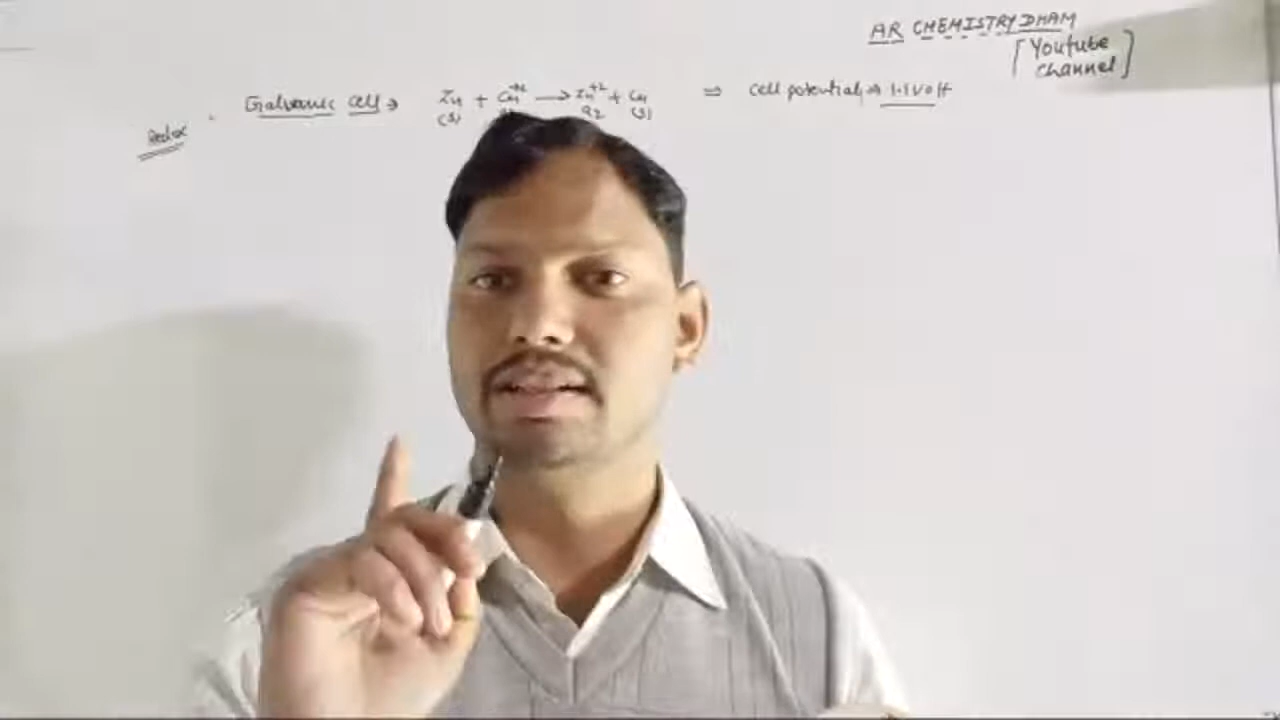 AR CHEMISTRY DHAM
[Youtube channel]
Galvanic cell → Zn + Cu+2 → Zn+2 + Cu ⇒ cell potential → 1.1 Volt
(s) aq (s)
Redox